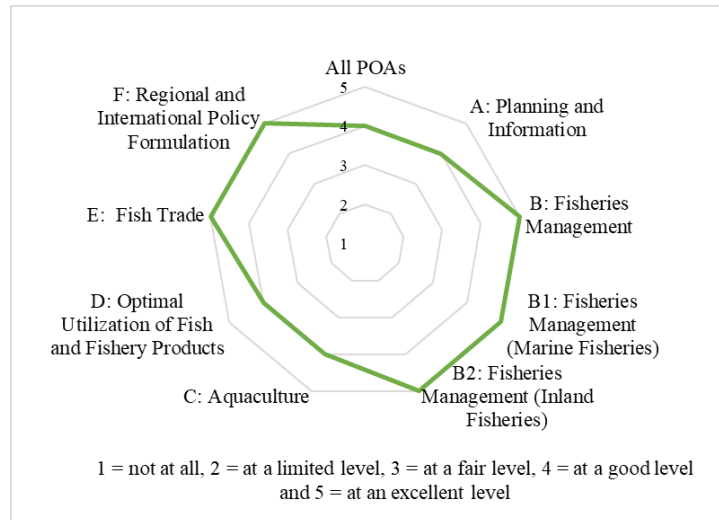 All POAs
5
4
3
2
1
A: Planning and
Information
B: Fisheries
Management
B1: Fisheries
Management
(Marine Fisheries)
B2: Fisheries
Management (Inland
Fisheries)
C: Aquaculture
D: Optimal
Utilization of Fish
and Fishery Products
E:  Fish Trade
F: Regional and
International Policy
Formulation
1 = not at all, 2 = at a limited level, 3 = at a fair level, 4 = at a good level
and 5 = at an excellent level